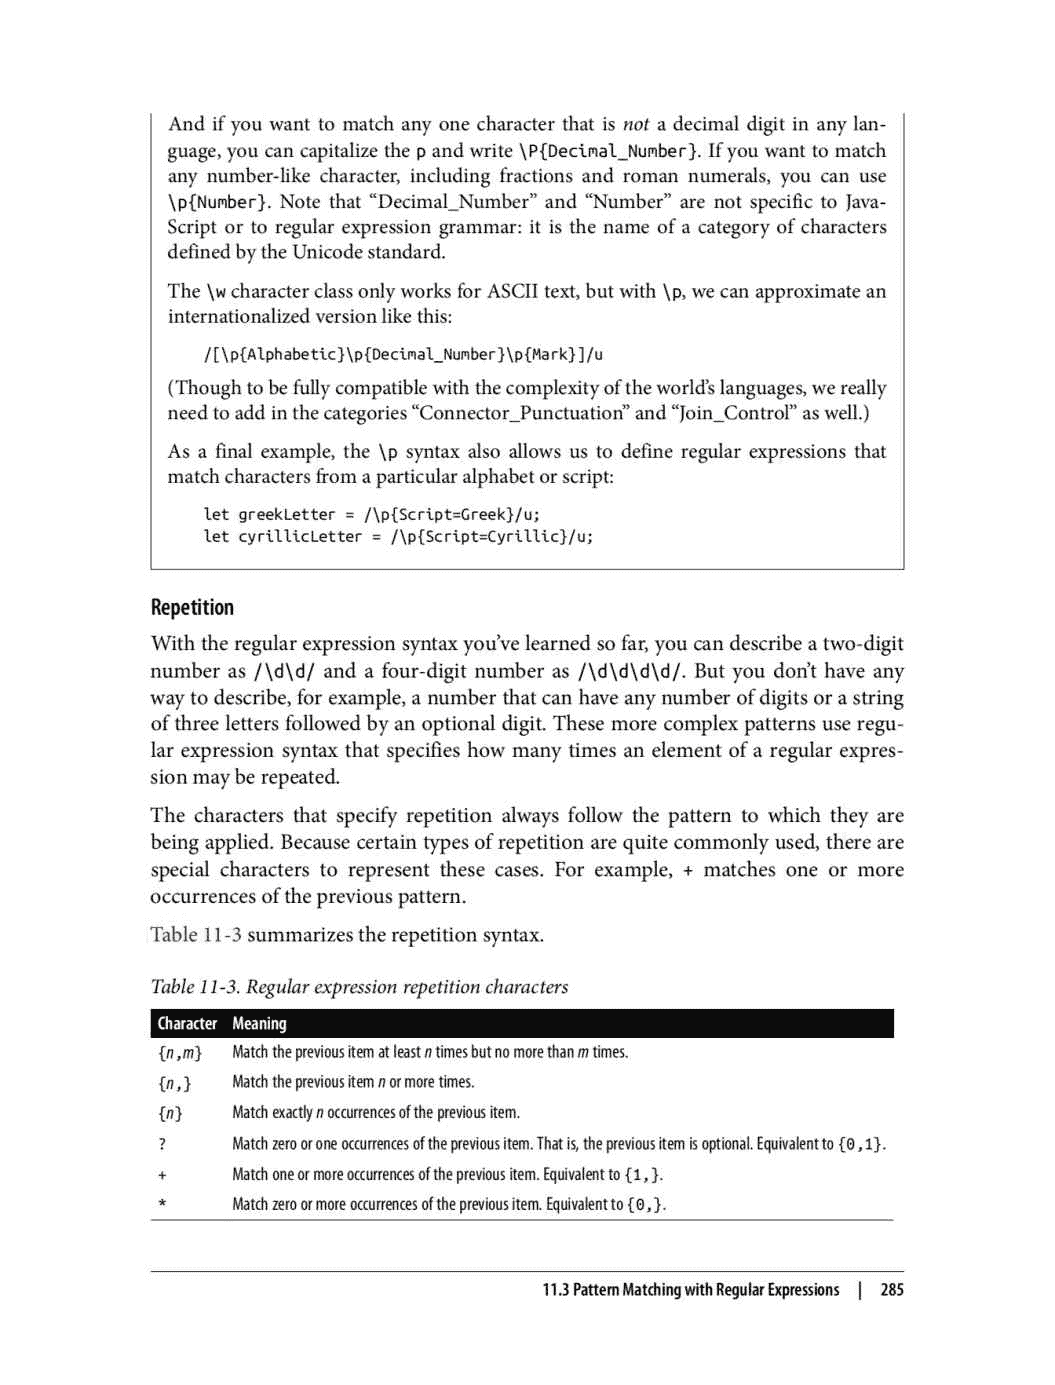 And if you want to match any one character that is not a decimal digit in any lan-
guage, you can capitalize the p and write \P{Decimal_Number}. If you want to match
any number-like character, including fractions and roman numerals, you can use
\p{Number}. Note that “Decimal_Number” and “Number” are not specific to Java-
Script or to regular expression grammar: it is the name of a category of characters
defined by the Unicode standard.
The \w character class only works for ASCII text, but with \p, we can approximate an
internationalized version like this:
/[\p{Alphabetic}\p{Decimal_Number}\p{Mark}]/u
(Though to be fully compatible with the complexity of the world’s languages, we really
need to add in the categories “Connector_Punctuation” and “Join_Control” as well.)
As a final example, the \p syntax also allows us to define regular expressions that
match characters from a particular alphabet or script:
let greekLetter = /\p{Script=Greek}/u;
let cyrillicLetter = /\p{Script=Cyrillic}/u;
Repetition
With the regular expression syntax you’ve learned so far, you can describe a two-digit
number as /\d\d/ and a four-digit number as /\d\d\d\d/. But you don’t have any
way to describe, for example, a number that can have any number of digits or a string
of three letters followed by an optional digit. These more complex patterns use regu-
lar expression syntax that specifies how many times an element of a regular expres-
sion may be repeated.
The characters that specify repetition always follow the pattern to which they are
being applied. Because certain types of repetition are quite commonly used, there are
special characters to represent these cases. For example, + matches one or more
occurrences of the previous pattern.
Table 11-3 summarizes the repetition syntax.
Table 11-3. Regular expression repetition characters
Character Meaning
{n,m} Match the previous item at least n times but no more than m times.
{n,} Match the previous item n or more times.
{n} Match exactly n occurrences of the previous item.
? Match zero or one occurrences of the previous item. That is, the previous item is optional. Equivalent to {0,1}.
+ Match one or more occurrences of the previous item. Equivalent to {1,}.
* Match zero or more occurrences of the previous item. Equivalent to {0,}.
11.3 Pattern Matching with Regular Expressions | 285